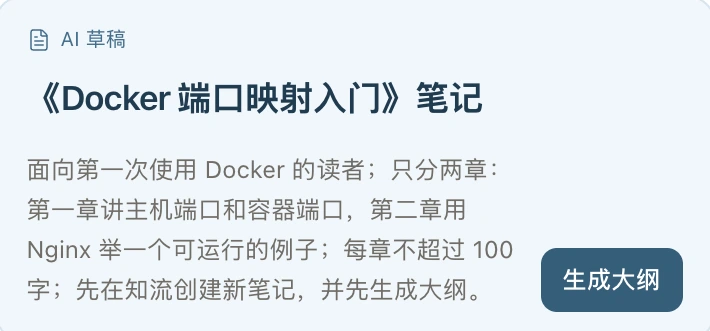 AI 草稿
《Docker 端口映射入门》笔记
面向第一次使用 Docker 的读者；只分两章：
第一章讲主机端口和容器端口，第二章用
Nginx 举一个可运行的例子；每章不超过 100
字；先在知流创建新笔记，并先生成大纲。
生成大纲